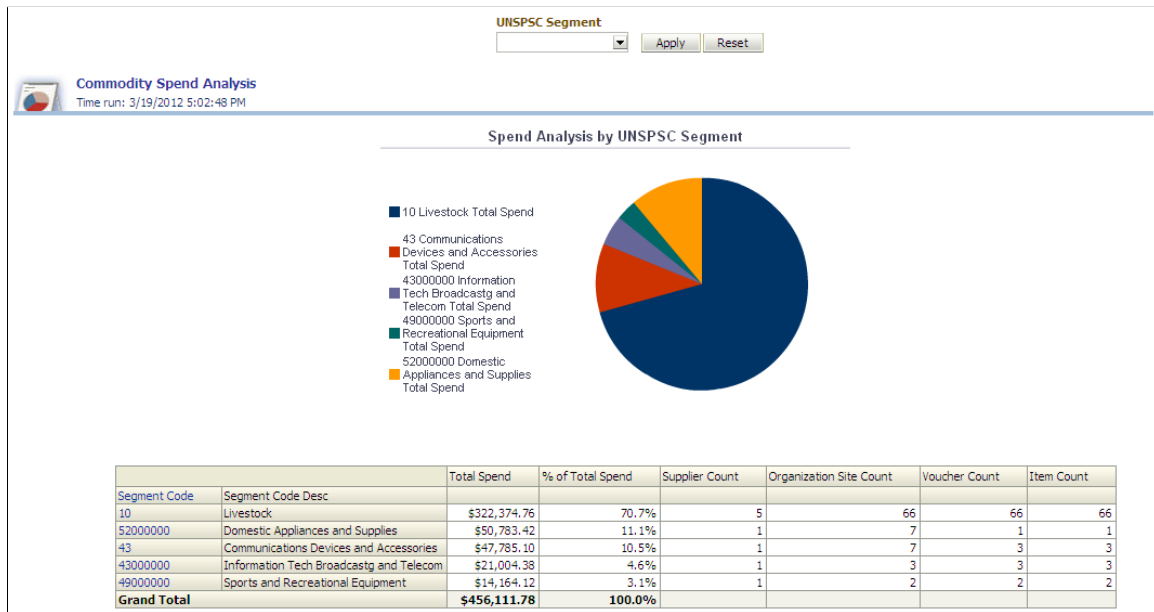 UNSPSC Segment
Apply Reset
Commodity Spend Analysis
Time run: 3/19/2012 5:02:48 PM
Spend Analysis by UNSPSC Segment
10 Livestock Total Spend
43 Communications
Devices and Accessories
Total Spend
43000000 Information
Tech Broadcastg and
Telecom Total Spend
49000000 Sports and
Recreational Equipment
Total Spend
52000000 Domestic
Appliances and Supplies
Total Spend
Total Spend % of Total Spend Supplier Count Organization Site Count Voucher Count Item Count
Segment Code Segment Code Desc
10 Livestock $322,374.76 70.7% 5 66 66 66
52000000 Domestic Appliances and Supplies $50,783.42 11.1% 1 7 1 1
43 Communications Devices and Accessories $47,785.10 10.5% 1 7 3 3
43000000 Information Tech Broadcastg and Telecom $21,004.38 4.6% 1 3 3 3
49000000 Sports and Recreational Equipment $14,164.12 3.1% 1 2 2 2
Grand Total $456,111.78 100.0%